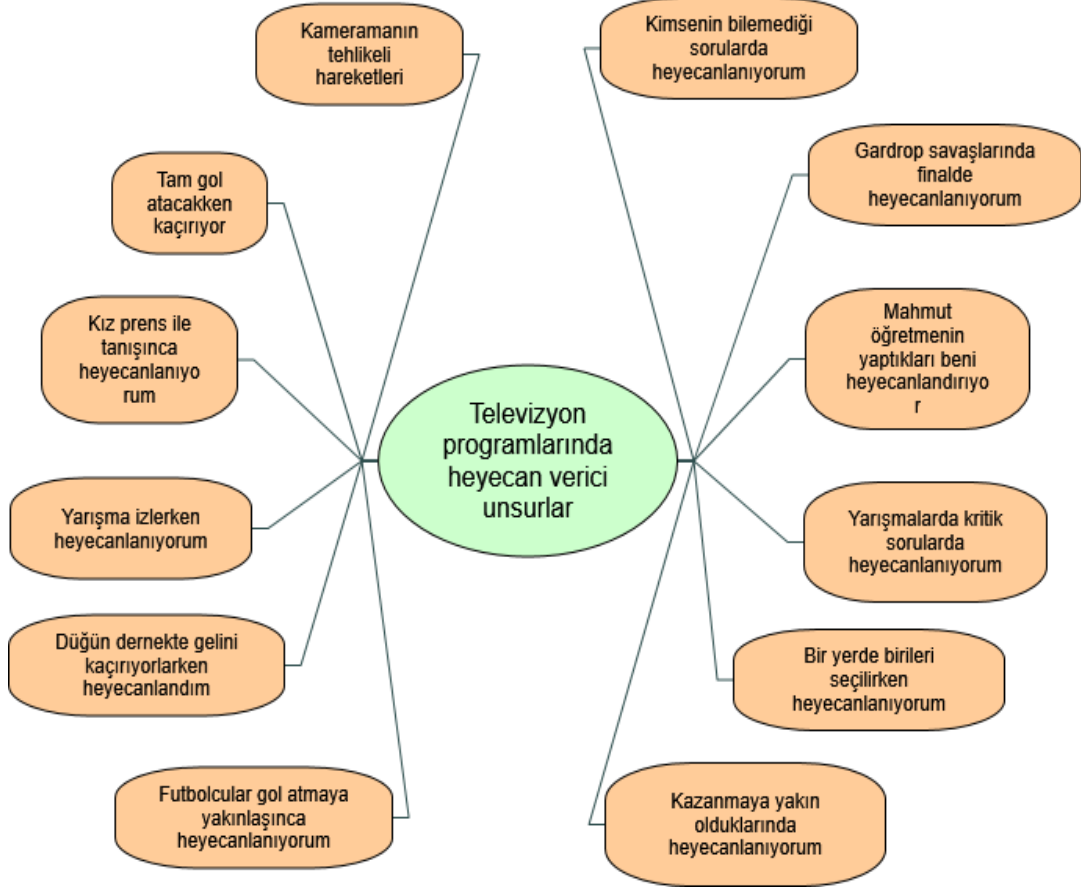 Kameramanın
tehlikeli
hareketleri
Kimsenin bilemediği
sorularda
heyecanlanıyorum
Tam gol
atacakken
kaçırıyor
Gardrop savaşlarında
finalde
heyecanlanıyorum
Kız prens ile
tanışınca
heyecanlanıyo
rum
Mahmut
öğretmenin
yaptıkları beni
heyecanlandırıyo
r
Televizyon
programlarında
heyecan verici
unsurlar
Yarışma izlerken
heyecanlanıyorum
Yarışmalarda kritik
sorularda
heyecanlanıyorum
Düğün dernekte gelini
kaçırıyorlarken
heyecanlandım
Bir yerde birileri
seçilirken
heyecanlanıyorum
Futbolcular gol atmaya
yakınlaşınca
heyecanlanıyorum
Kazanmaya yakın
olduklarında
heyecanlanıyorum